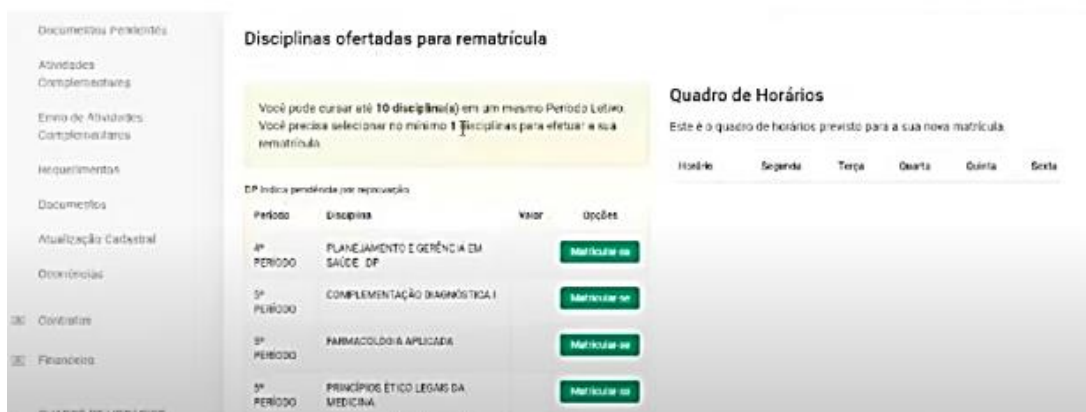 Documentos Pendentes
Atividades
Complementares
Envio de Atividades
Complementares
Requerimentos
Documentos
Atualização Cadastral
Ocorrências
Contratos
Financeiro
Disciplinas ofertadas para rematrícula
Você pode cursar até 10 disciplina(s) em um mesmo Período Letivo.
Você precisa selecionar no mínimo 1 disciplinas para efetuar a sua
rematrícula
DP Indica pendência por reprovação
Período Disciplina Valor Opções
4º PERÍODO PLANEJAMENTO E GERÊNCIA EM SAÚDE DP Matricular-se
5º PERÍODO COMPLEMENTAÇÃO DIAGNÓSTICA I Matricular-se
5º PERÍODO FARMACOLOGIA APLICADA Matricular-se
5º PERÍODO PRINCÍPIOS ÉTICO LEGAIS DA MEDICINA Matricular-se
Quadro de Horários
Este é o quadro de horários previsto para a sua nova matrícula.
Horário Segunda Terça Quarta Quinta Sexta